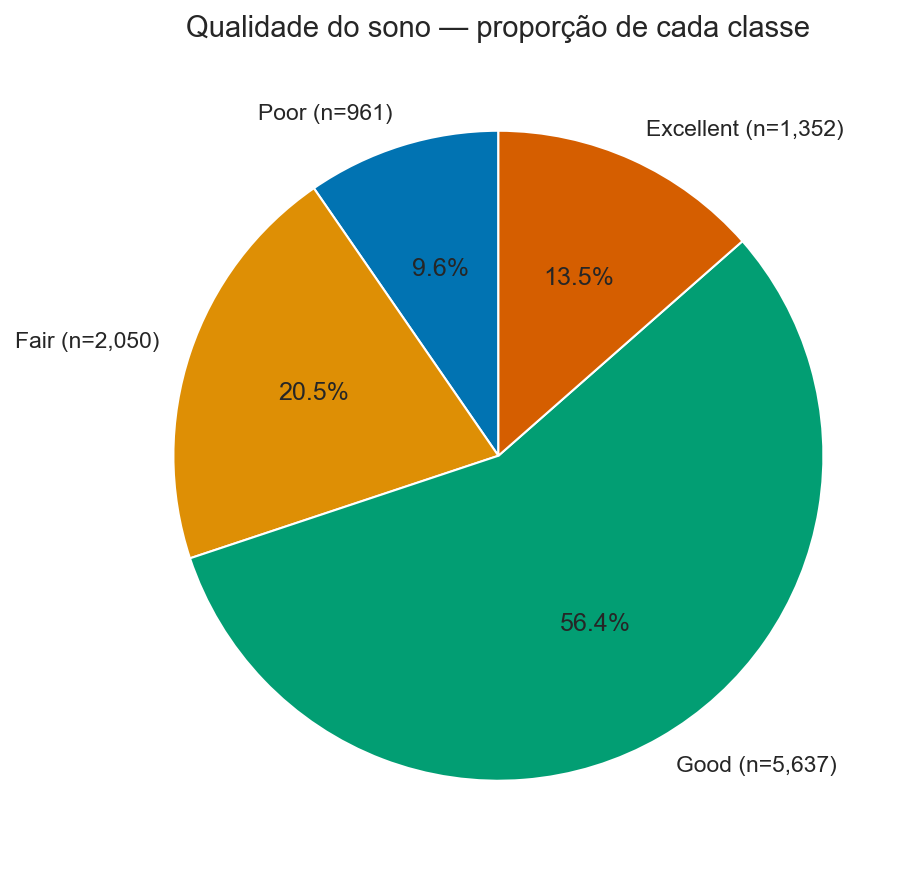 Qualidade do sono — proporção de cada classe
Poor (n=961)
Excellent (n=1,352)
9.6%
13.5%
Fair (n=2,050)
20.5%
56.4%
Good (n=5,637)